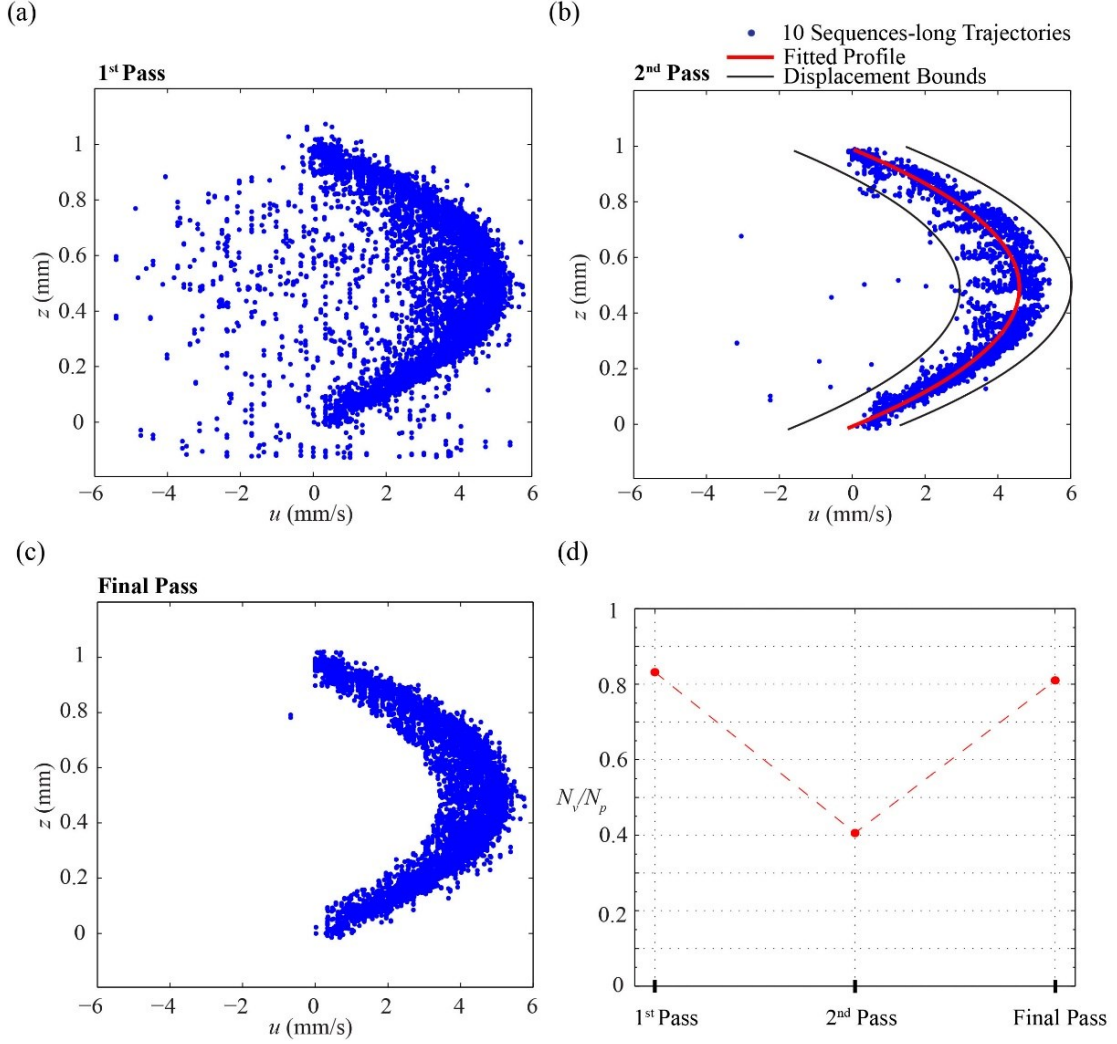 (a)
1st Pass
1
0.8
0.6
0.4
0.2
0
z (mm)
−6
−4
−2
0
2
4
6
u (mm/s)
(b)
10 Sequences-long Trajectories
Fitted Profile
Displacement Bounds
2nd Pass
1
0.8
0.6
0.4
0.2
0
z (mm)
−6
−4
−2
0
2
4
6
u (mm/s)
(c)
Final Pass
1
0.8
0.6
0.4
0.2
0
z (mm)
−6
−4
−2
0
2
4
6
u (mm/s)
(d)
1
0.8
0.6
Nv/Np
0.4
0.2
0
1st Pass
2nd Pass
Final Pass